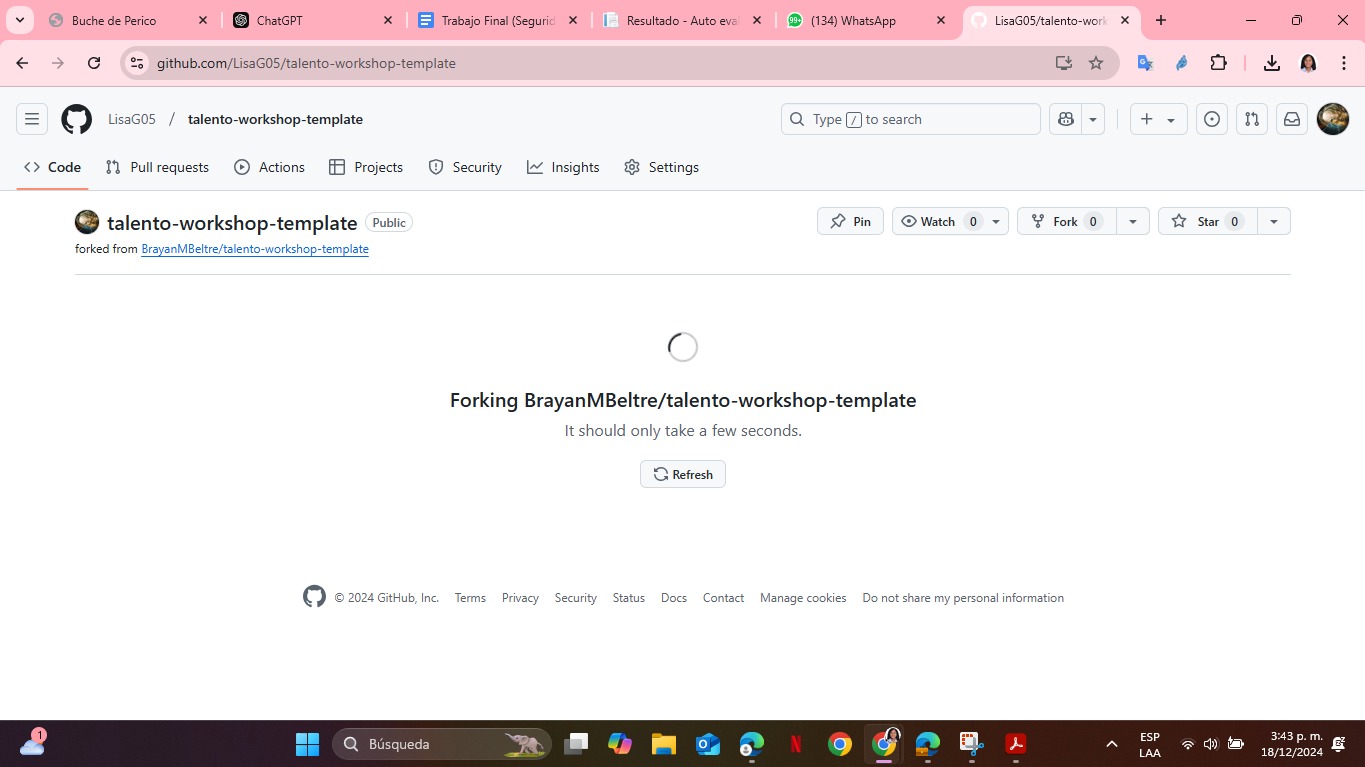 Buche de Perico
ChatGPT
Trabajo Final (Segurid
Resultado - Auto eval
99+
(134) WhatsApp
LisaG05/talento-work
github.com/LisaG05/talento-workshop-template
LisaG05 / talento-workshop-template
Type / to search
Code
Pull requests
Actions
Projects
Security
Insights
Settings
talento-workshop-template Public
Pin
Watch 0
Fork 0
Star 0
forked from BrayanMBeltre/talento-workshop-template
Forking BrayanMBeltre/talento-workshop-template
It should only take a few seconds.
Refresh
© 2024 GitHub, Inc. Terms Privacy Security Status Docs Contact Manage cookies Do not share my personal information
1
Búsqueda
ESP
LAA
3:43 p. m.
18/12/2024